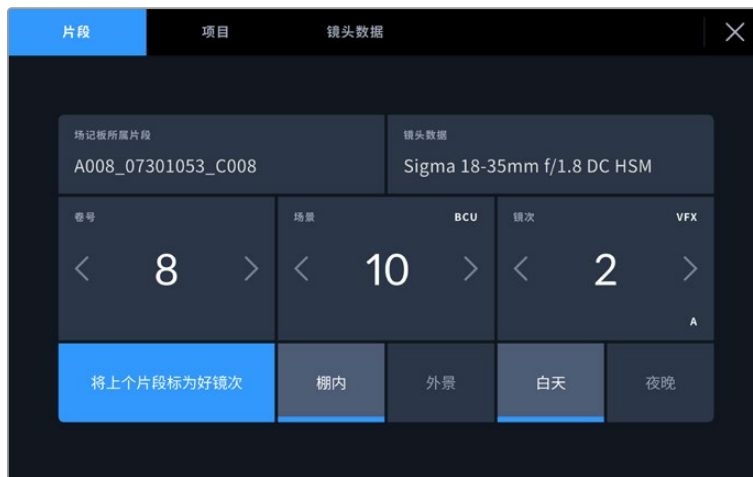 片段 项目 镜头数据
场记板所属片段 镜头数据
A008_07301053_C008 Sigma 18-35mm f/1.8 DC HSM
卷号 场景 BCU 镜次 VFX
8 10 2
A
将上个片段标为好镜次 棚内 外景 白天 夜晚